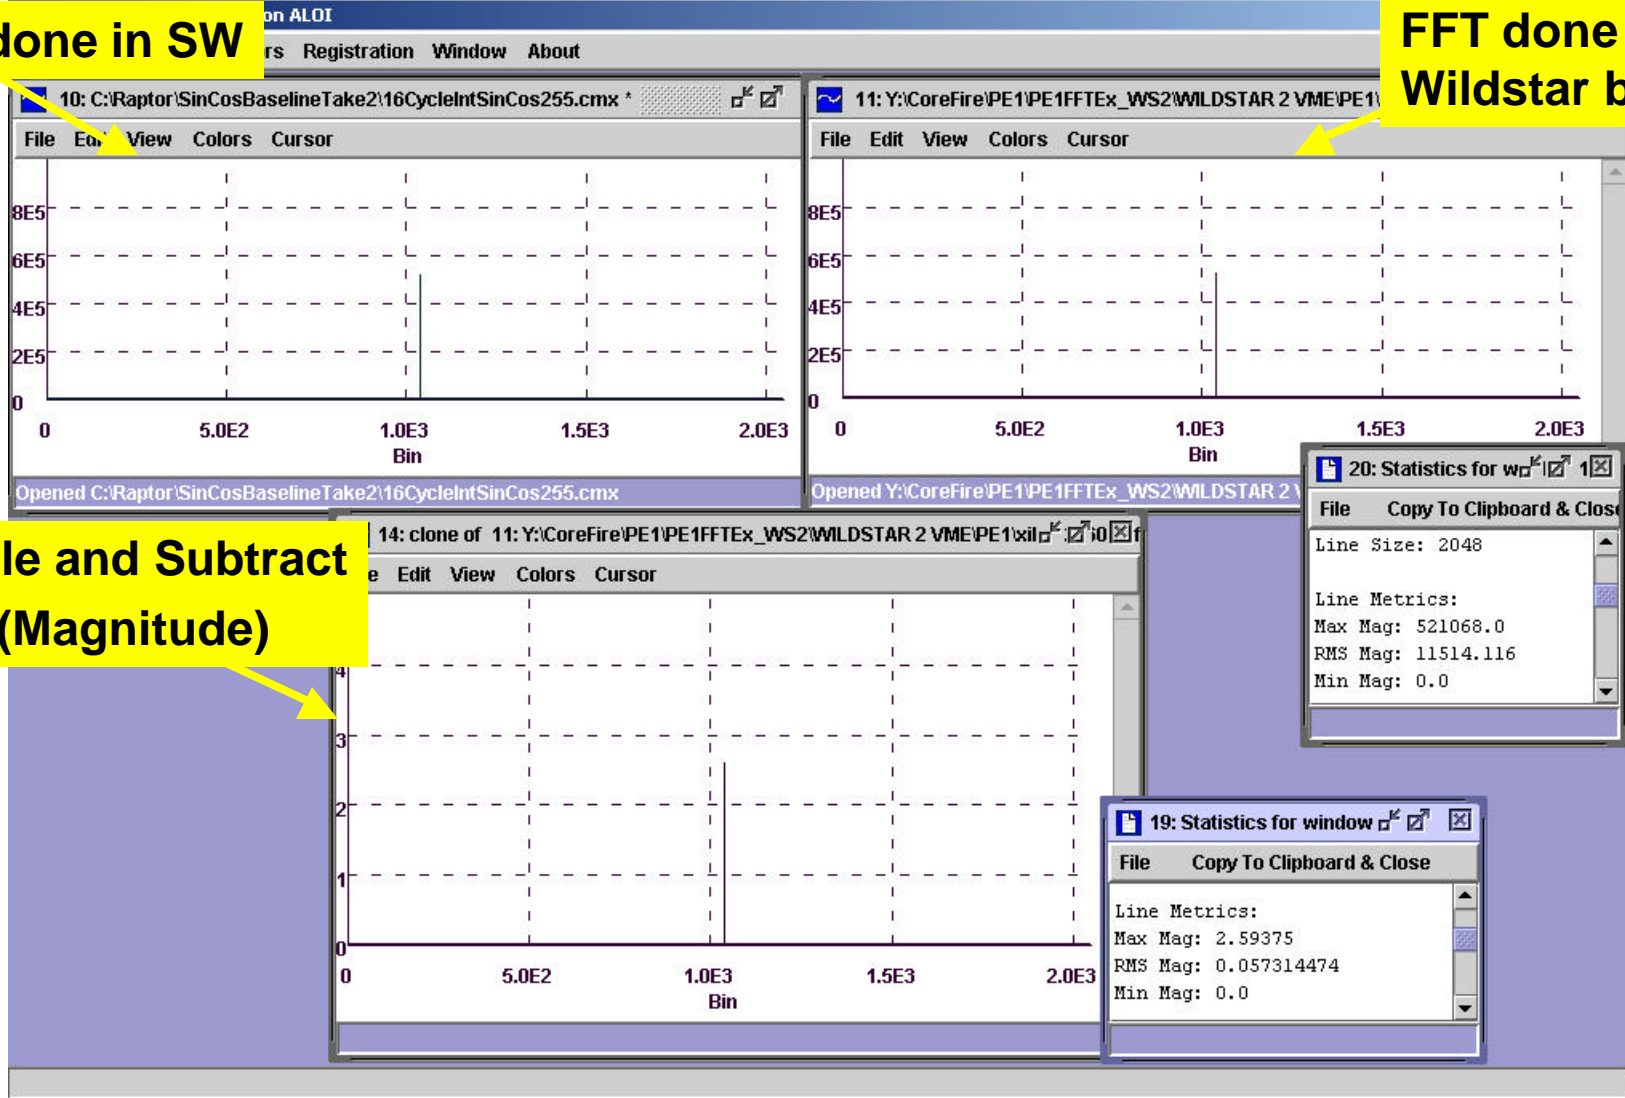 done in SW
on ALOI
FFT done
Wildstar b
rs Registration Window About
10: C:\Raptor\SinCosBaselineTake2\16CycleIntSinCos255.cmx *
File Edit View Colors Cursor
8E5
6E5
4E5
2E5
0
0 5.0E2 1.0E3 1.5E3 2.0E3
Bin
Opened C:\Raptor\SinCosBaselineTake2\16CycleIntSinCos255.cmx
11: Y:\CoreFire\PE1\PE1FFTEx_WS2\WILDSTAR 2 VME\PE1\
File Edit View Colors Cursor
8E5
6E5
4E5
2E5
0
0 5.0E2 1.0E3 1.5E3 2.0E3
Bin
Opened Y:\CoreFire\PE1\PE1FFTEx_WS2\WILDSTAR 2 V
20: Statistics for w 1
File Copy To Clipboard & Close
Line Size: 2048
Line Metrics:
Max Mag: 521068.0
RMS Mag: 11514.116
Min Mag: 0.0
le and Subtract
(Magnitude)
14: clone of 11: Y:\CoreFire\PE1\PE1FFTEx_WS2\WILDSTAR 2 VME\PE1\xil
e Edit View Colors Cursor
4
3
2
1
0
0 5.0E2 1.0E3 1.5E3 2.0E3
Bin
19: Statistics for window
File Copy To Clipboard & Close
Line Metrics:
Max Mag: 2.59375
RMS Mag: 0.057314474
Min Mag: 0.0